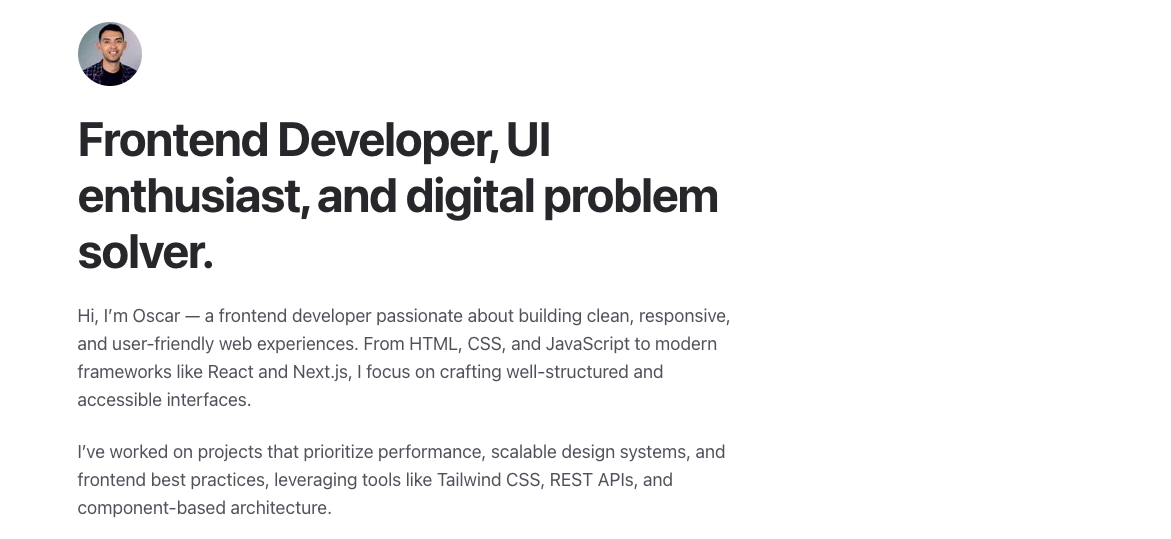 Frontend Developer, UI
enthusiast, and digital problem
solver.
Hi, I’m Oscar — a frontend developer passionate about building clean, responsive,
and user-friendly web experiences. From HTML, CSS, and JavaScript to modern
frameworks like React and Next.js, I focus on crafting well-structured and
accessible interfaces.
I’ve worked on projects that prioritize performance, scalable design systems, and
frontend best practices, leveraging tools like Tailwind CSS, REST APIs, and
component-based architecture.